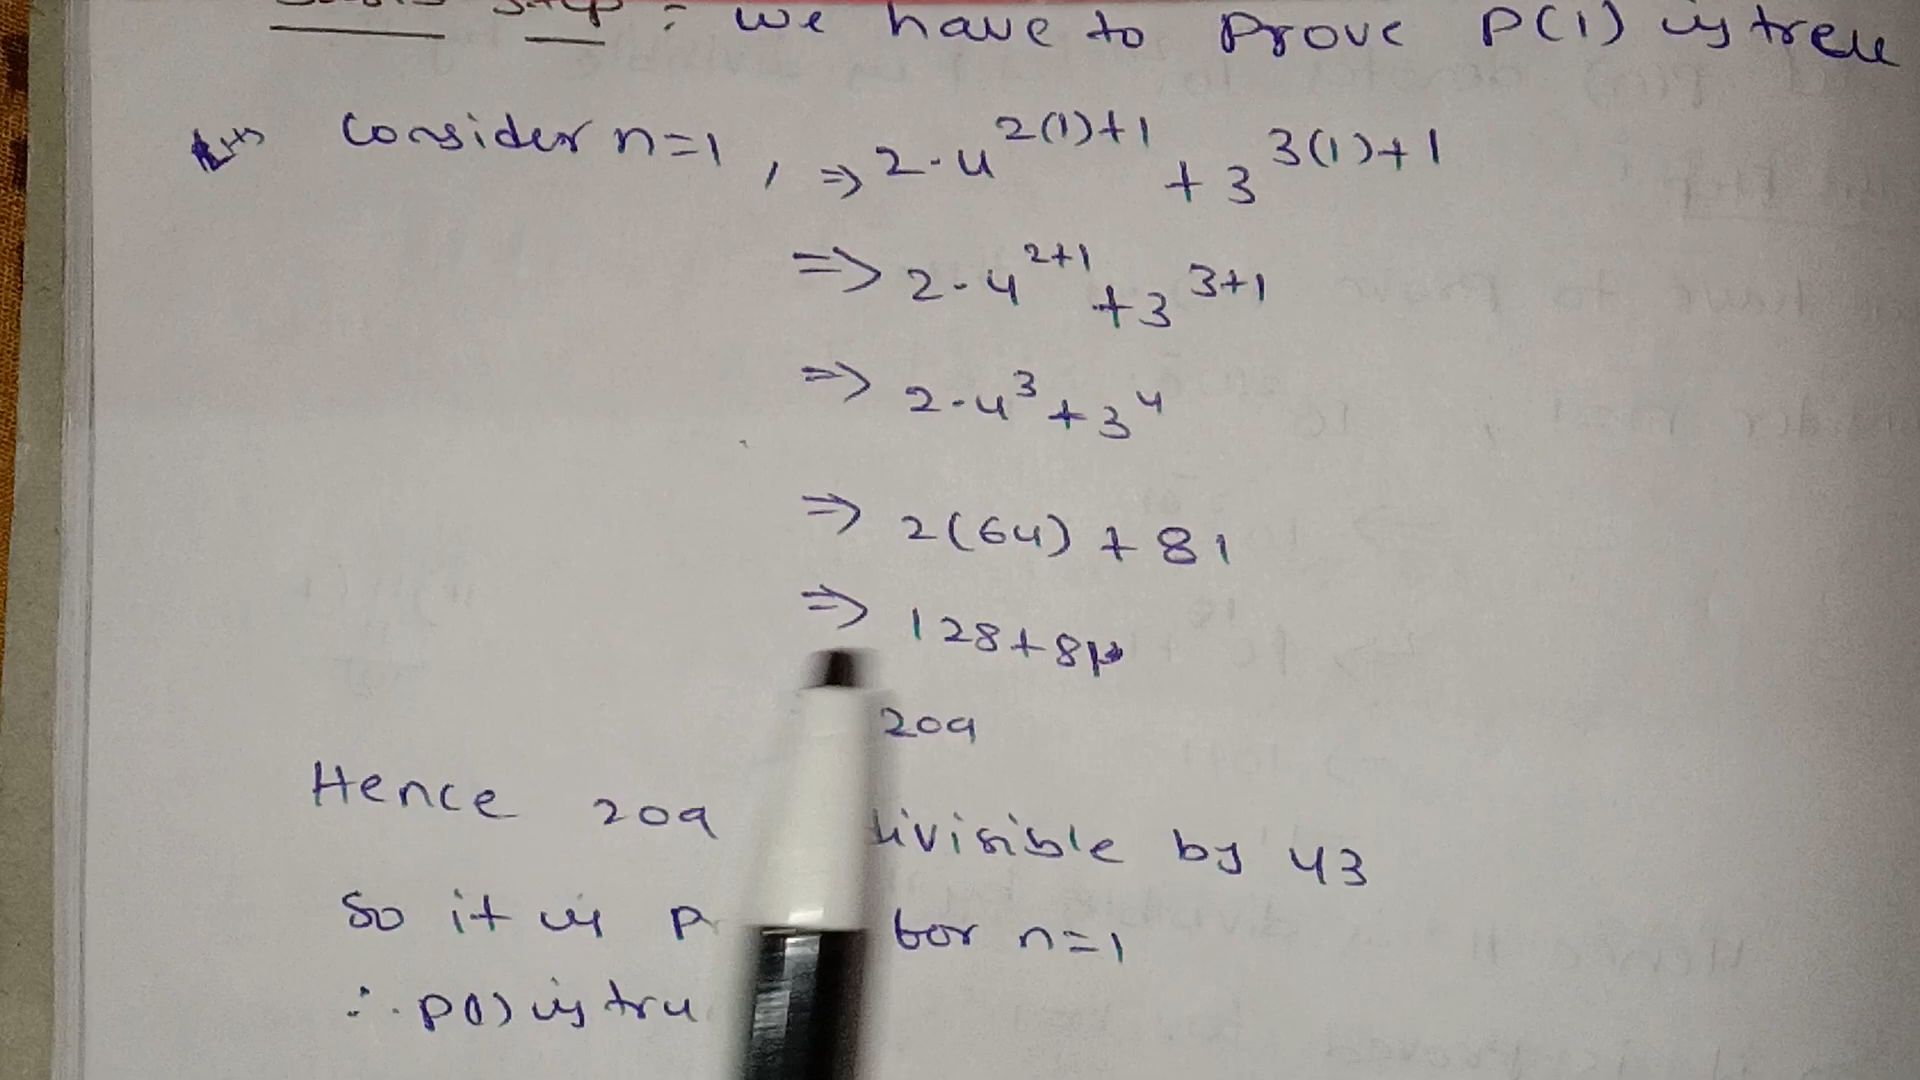 step : we have to prove P(1) is true
consider n=1, ⇒ 2·4^{2(1)+1} + 3^{3(1)+1}
⇒ 2·4^{2+1} + 3^{3+1}
⇒ 2·4^3 + 3^4
⇒ 2(64) + 81
⇒ 128+81
209
Hence 209 divisible by 43
So it is for n=1
∴ P(1) is tru